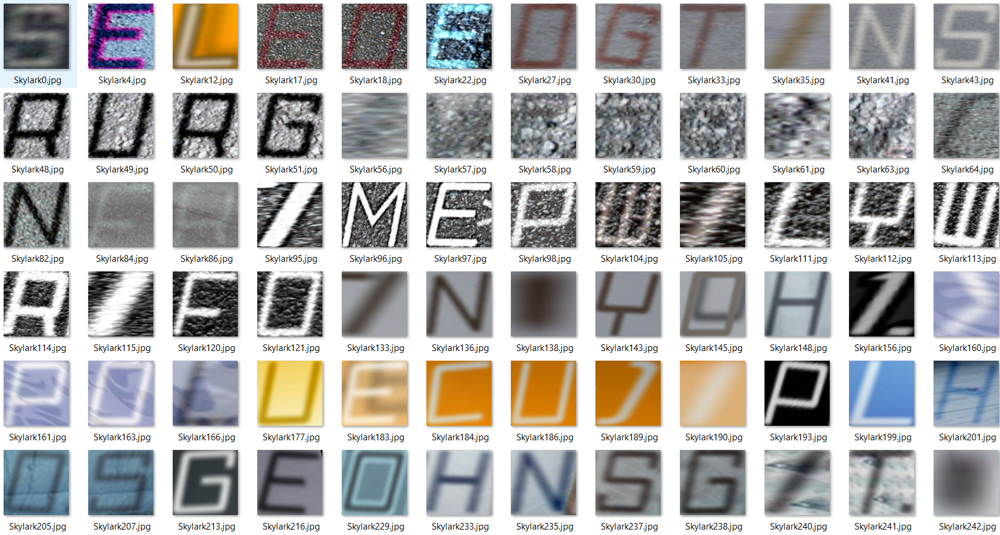 S E L E O E O G T I N S
Skylark0.jpg Skylark4.jpg Skylark12.jpg Skylark17.jpg Skylark18.jpg Skylark22.jpg Skylark27.jpg Skylark30.jpg Skylark33.jpg Skylark35.jpg Skylark41.jpg Skylark43.jpg
A U A G
Skylark48.jpg Skylark49.jpg Skylark50.jpg Skylark51.jpg Skylark56.jpg Skylark57.jpg Skylark58.jpg Skylark59.jpg Skylark60.jpg Skylark61.jpg Skylark63.jpg Skylark64.jpg
N I M E P W I L Y W
Skylark82.jpg Skylark84.jpg Skylark86.jpg Skylark95.jpg Skylark96.jpg Skylark97.jpg Skylark98.jpg Skylark104.jpg Skylark105.jpg Skylark111.jpg Skylark112.jpg Skylark113.jpg
A I E O N Y O H
Skylark114.jpg Skylark115.jpg Skylark120.jpg Skylark121.jpg Skylark133.jpg Skylark136.jpg Skylark138.jpg Skylark143.jpg Skylark145.jpg Skylark148.jpg Skylark156.jpg Skylark160.jpg
P O L U E C U I P L H
Skylark161.jpg Skylark163.jpg Skylark166.jpg Skylark177.jpg Skylark183.jpg Skylark184.jpg Skylark186.jpg Skylark189.jpg Skylark190.jpg Skylark193.jpg Skylark199.jpg Skylark201.jpg
O S G E O H N S G I T
Skylark205.jpg Skylark207.jpg Skylark213.jpg Skylark216.jpg Skylark229.jpg Skylark233.jpg Skylark235.jpg Skylark237.jpg Skylark238.jpg Skylark240.jpg Skylark241.jpg Skylark242.jpg